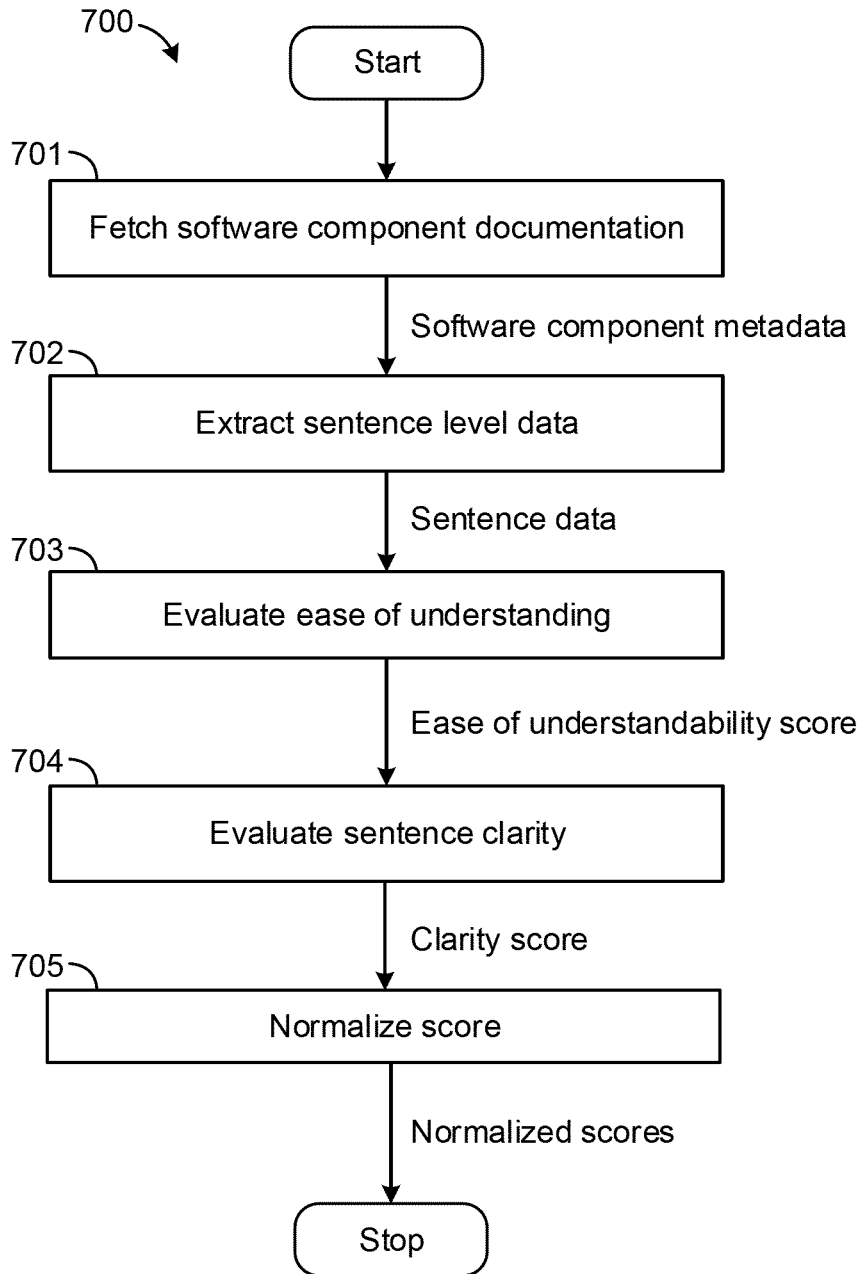 700
Start
701
Fetch software component documentation
Software component metadata
702
Extract sentence level data
Sentence data
703
Evaluate ease of understanding
Ease of understandability score
704
Evaluate sentence clarity
Clarity score
705
Normalize score
Normalized scores
Stop